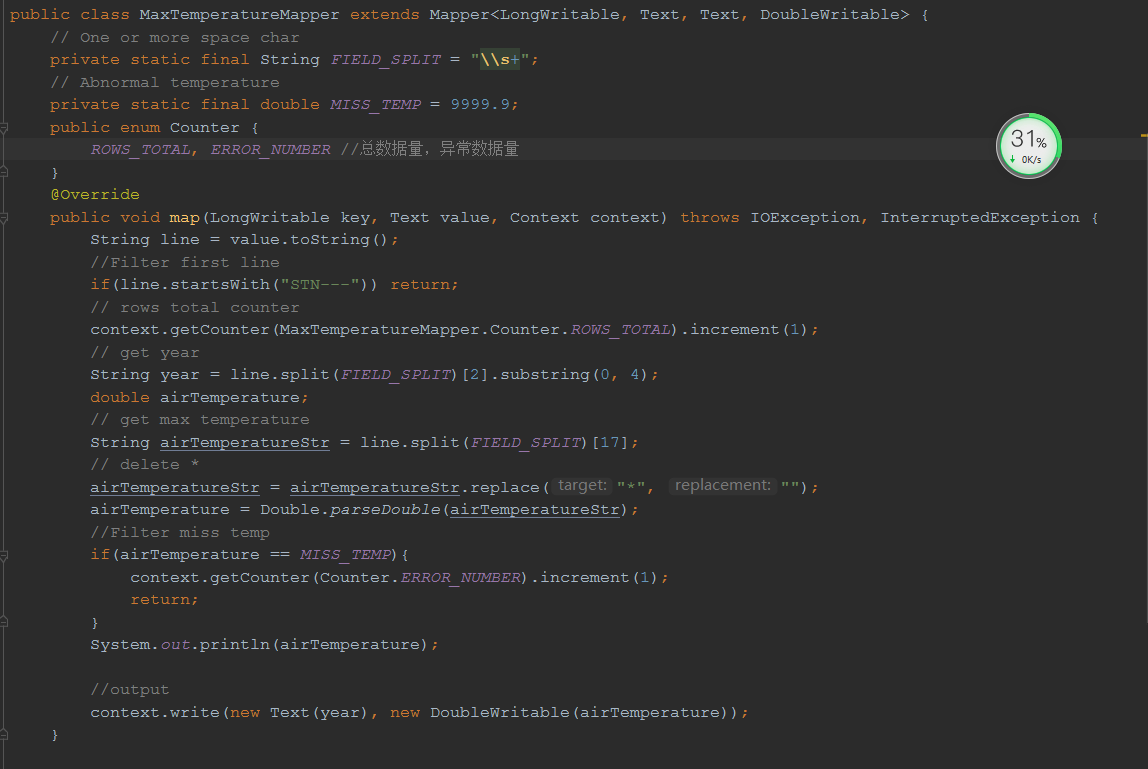 public class MaxTemperatureMapper extends Mapper<LongWritable, Text, Text, DoubleWritable> {
    // One or more space char
    private static final String FIELD_SPLIT = "\\s+";
    // Abnormal temperature
    private static final double MISS_TEMP = 9999.9;
    public enum Counter {
        ROWS_TOTAL, ERROR_NUMBER //总数据量，异常数据量
31%
0K/s
    }
    @Override
    public void map(LongWritable key, Text value, Context context) throws IOException, InterruptedException {
        String line = value.toString();
        //Filter first line
        if(line.startsWith("STN---")) return;
        // rows total counter
        context.getCounter(MaxTemperatureMapper.Counter.ROWS_TOTAL).increment(1);
        // get year
        String year = line.split(FIELD_SPLIT)[2].substring(0, 4);
        double airTemperature;
        // get max temperature
        String airTemperatureStr = line.split(FIELD_SPLIT)[17];
        // delete *
        airTemperatureStr = airTemperatureStr.replace( target: "*", replacement: "");
        airTemperature = Double.parseDouble(airTemperatureStr);
        //Filter miss temp
        if(airTemperature == MISS_TEMP){
            context.getCounter(Counter.ERROR_NUMBER).increment(1);
            return;
        }
        System.out.println(airTemperature);
        //output
        context.write(new Text(year), new DoubleWritable(airTemperature));
    }